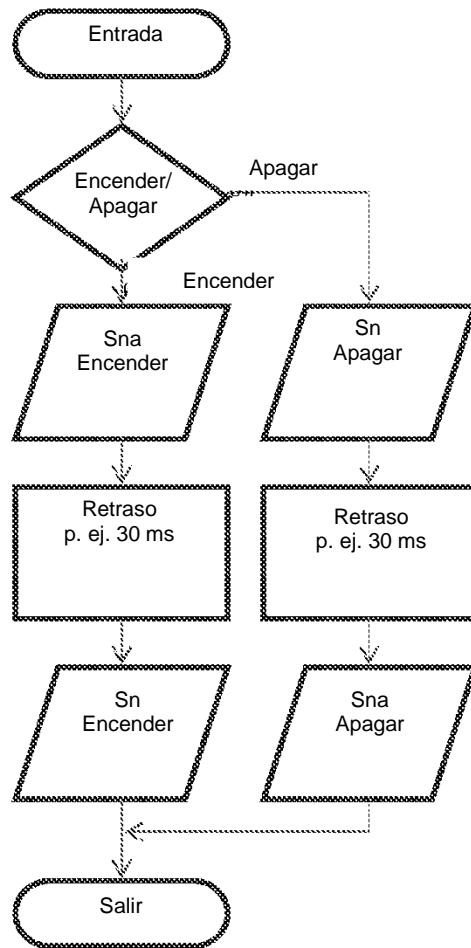 Entrada
Encender/
Apagar
Apagar
Encender
Sna
Encender
Sn
Apagar
Retraso
p. ej. 30 ms
Retraso
p. ej. 30 ms
Sn
Encender
Sna
Apagar
Salir